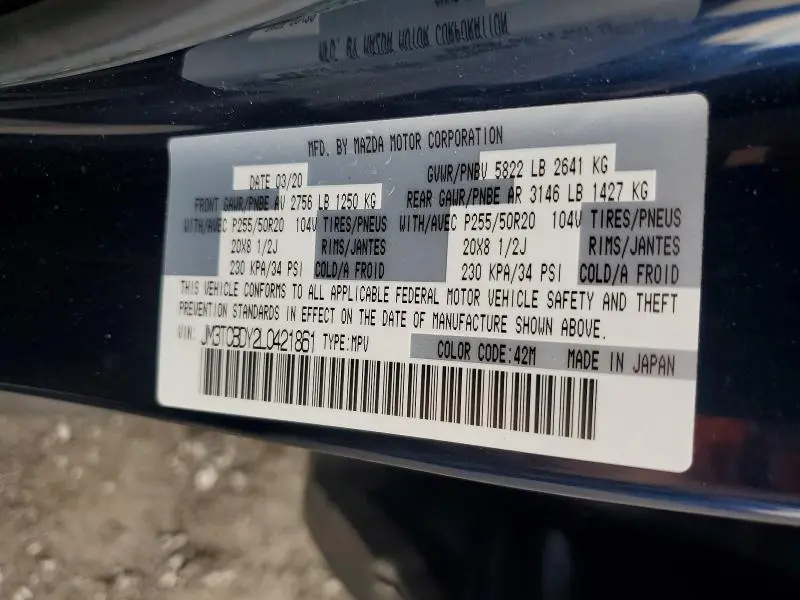 MFD. BY MAZDA MOTOR CORPORATION
DATE 03/20 GVWR/PNBV 5822 LB 2641 KG
FRONT GAWR/PNBE AV 2756 LB 1250 KG REAR GAWR/PNBE AR 3146 LB 1427 KG
WITH/AVEC P255/50R20 104V TIRES/PNEUS WITH/AVEC P255/50R20 104V TIRES/PNEUS
20X8 1/2J RIMS/JANTES 20X8 1/2J RIMS/JANTES
230 KPA/34 PSI COLD/A FROID 230 KPA/34 PSI COLD/A FROID
THIS VEHICLE CONFORMS TO ALL APPLICABLE FEDERAL MOTOR VEHICLE SAFETY AND THEFT
PREVENTION STANDARDS IN EFFECT ON THE DATE OF MANUFACTURE SHOWN ABOVE.
VIN: JM3TCBDY2L0421861 TYPE:MPV COLOR CODE:42M MADE IN JAPAN